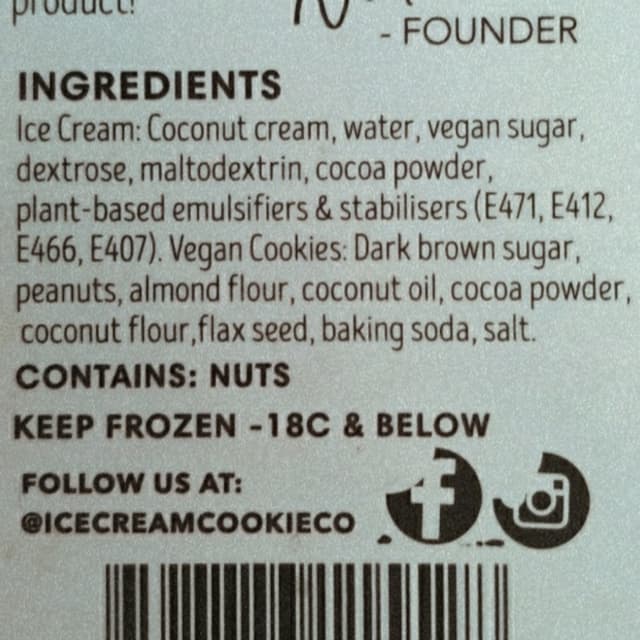 product!
- FOUNDER
INGREDIENTS
Ice Cream: Coconut cream, water, vegan sugar,
dextrose, maltodextrin, cocoa powder,
plant-based emulsifiers & stabilisers (E471, E412,
E466, E407). Vegan Cookies: Dark brown sugar,
peanuts, almond flour, coconut oil, cocoa powder,
coconut flour,flax seed, baking soda, salt.
CONTAINS: NUTS
KEEP FROZEN -18C & BELOW
FOLLOW US AT:
@ICECREAMCOOKIECO